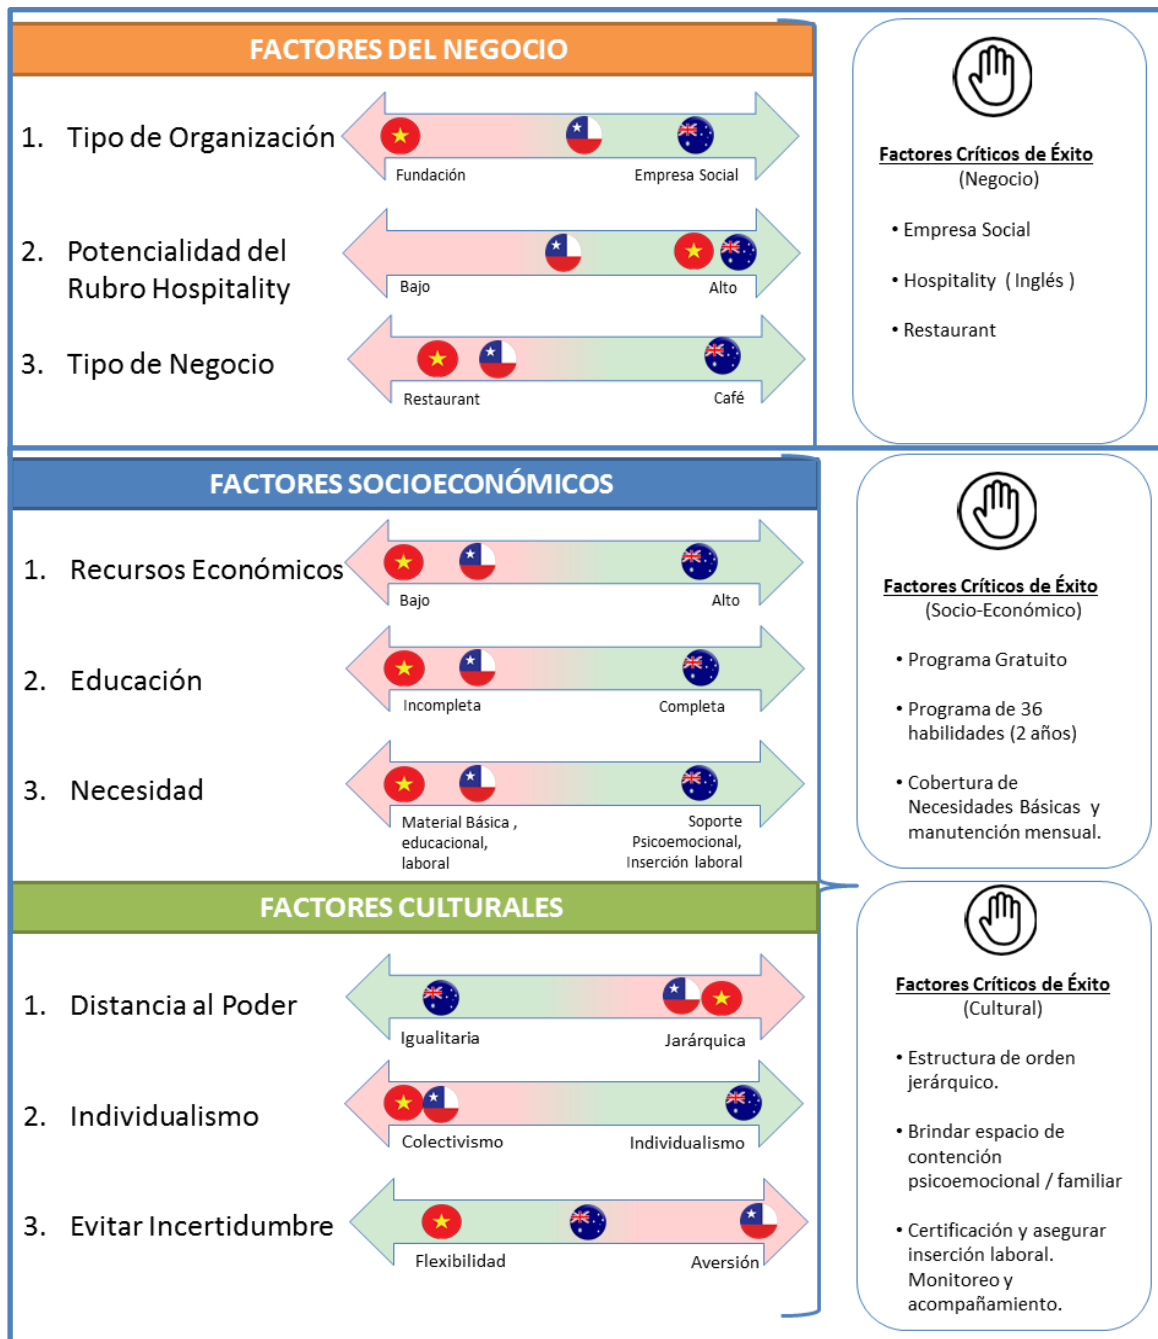 FACTORES DEL NEGOCIO
1. Tipo de Organización
Fundación
Empresa Social
2. Potencialidad del
Rubro Hospitality
Bajo
Alto
3. Tipo de Negocio
Restaurant
Café
Factores Críticos de Éxito
(Negocio)
• Empresa Social
• Hospitality ( Inglés )
• Restaurant
FACTORES SOCIOECONÓMICOS
1. Recursos Económicos
Bajo
Alto
2. Educación
Incompleta
Completa
3. Necesidad
Material Básica ,
educacional,
laboral
Soporte
Psicoemocional,
Inserción laboral
Factores Críticos de Éxito
(Socio-Económico)
• Programa Gratuito
• Programa de 36
habilidades (2 años)
• Cobertura de
Necesidades Básicas y
manutención mensual.
FACTORES CULTURALES
1. Distancia al Poder
Igualitaria
Jarárquica
2. Individualismo
Colectivismo
Individualismo
3. Evitar Incertidumbre
Flexibilidad
Aversión
Factores Críticos de Éxito
(Cultural)
• Estructura de orden
jerárquico.
• Brindar espacio de
contención
psicoemocional / familiar
• Certificación y asegurar
inserción laboral.
Monitoreo y
acompañamiento.